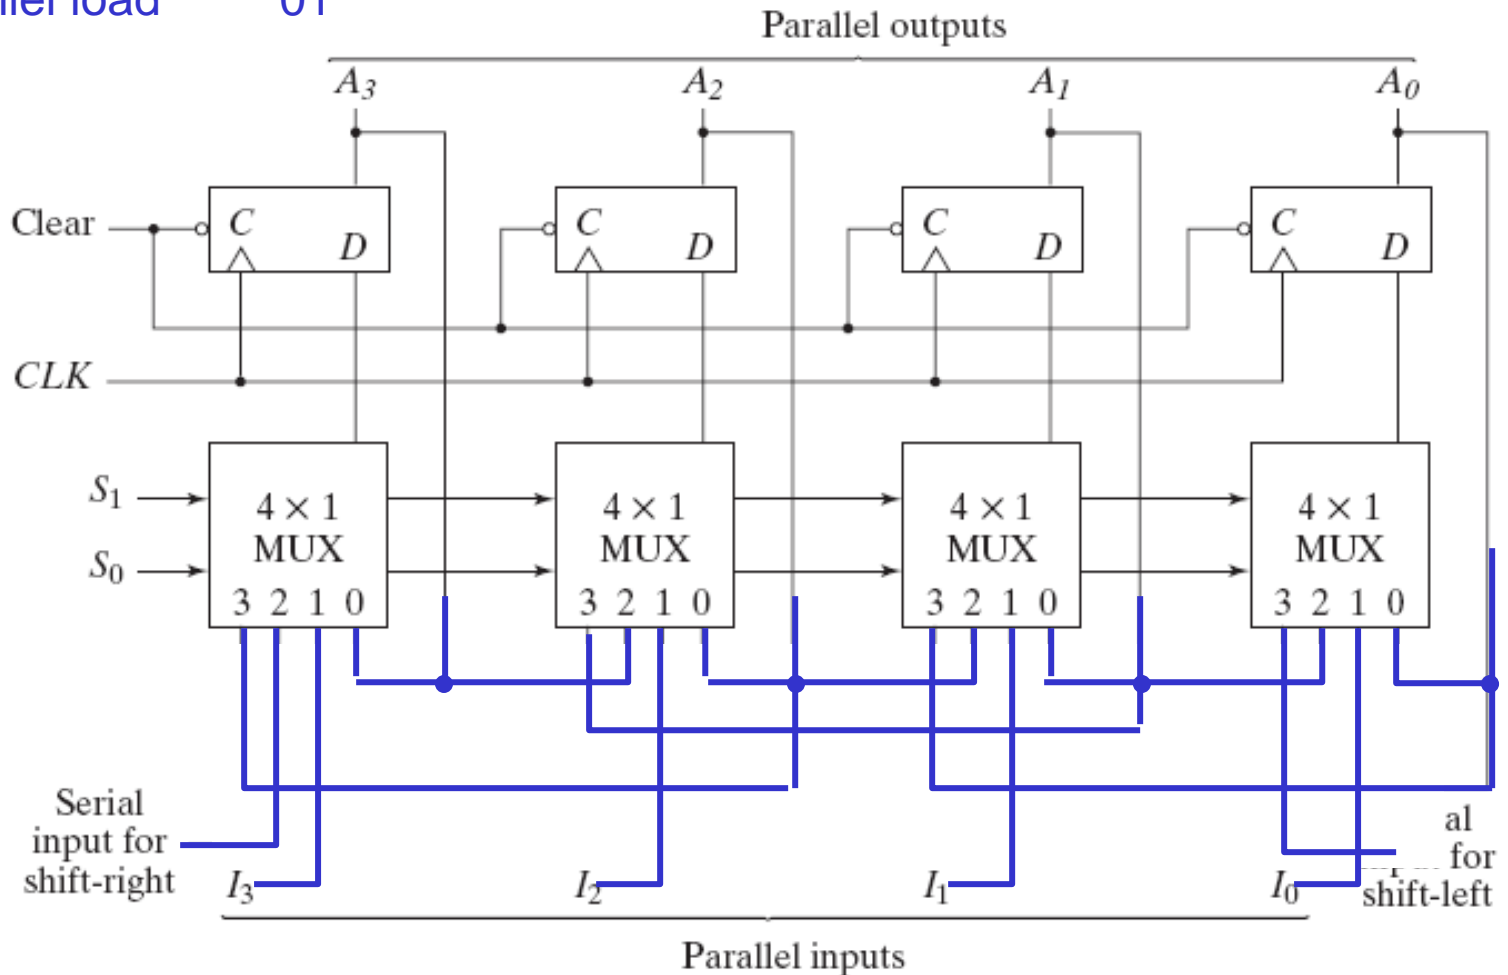 load 01
Parallel outputs
A3 A2 A1 A0
Clear C D C D C D C D
CLK
S1 4 × 1 4 × 1 4 × 1 4 × 1
MUX MUX MUX MUX
S0
3 2 1 0 3 2 1 0 3 2 1 0 3 2 1 0
Serial
input for
shift-right
al
for
shift-left
I3 I2 I1 I0
Parallel inputs